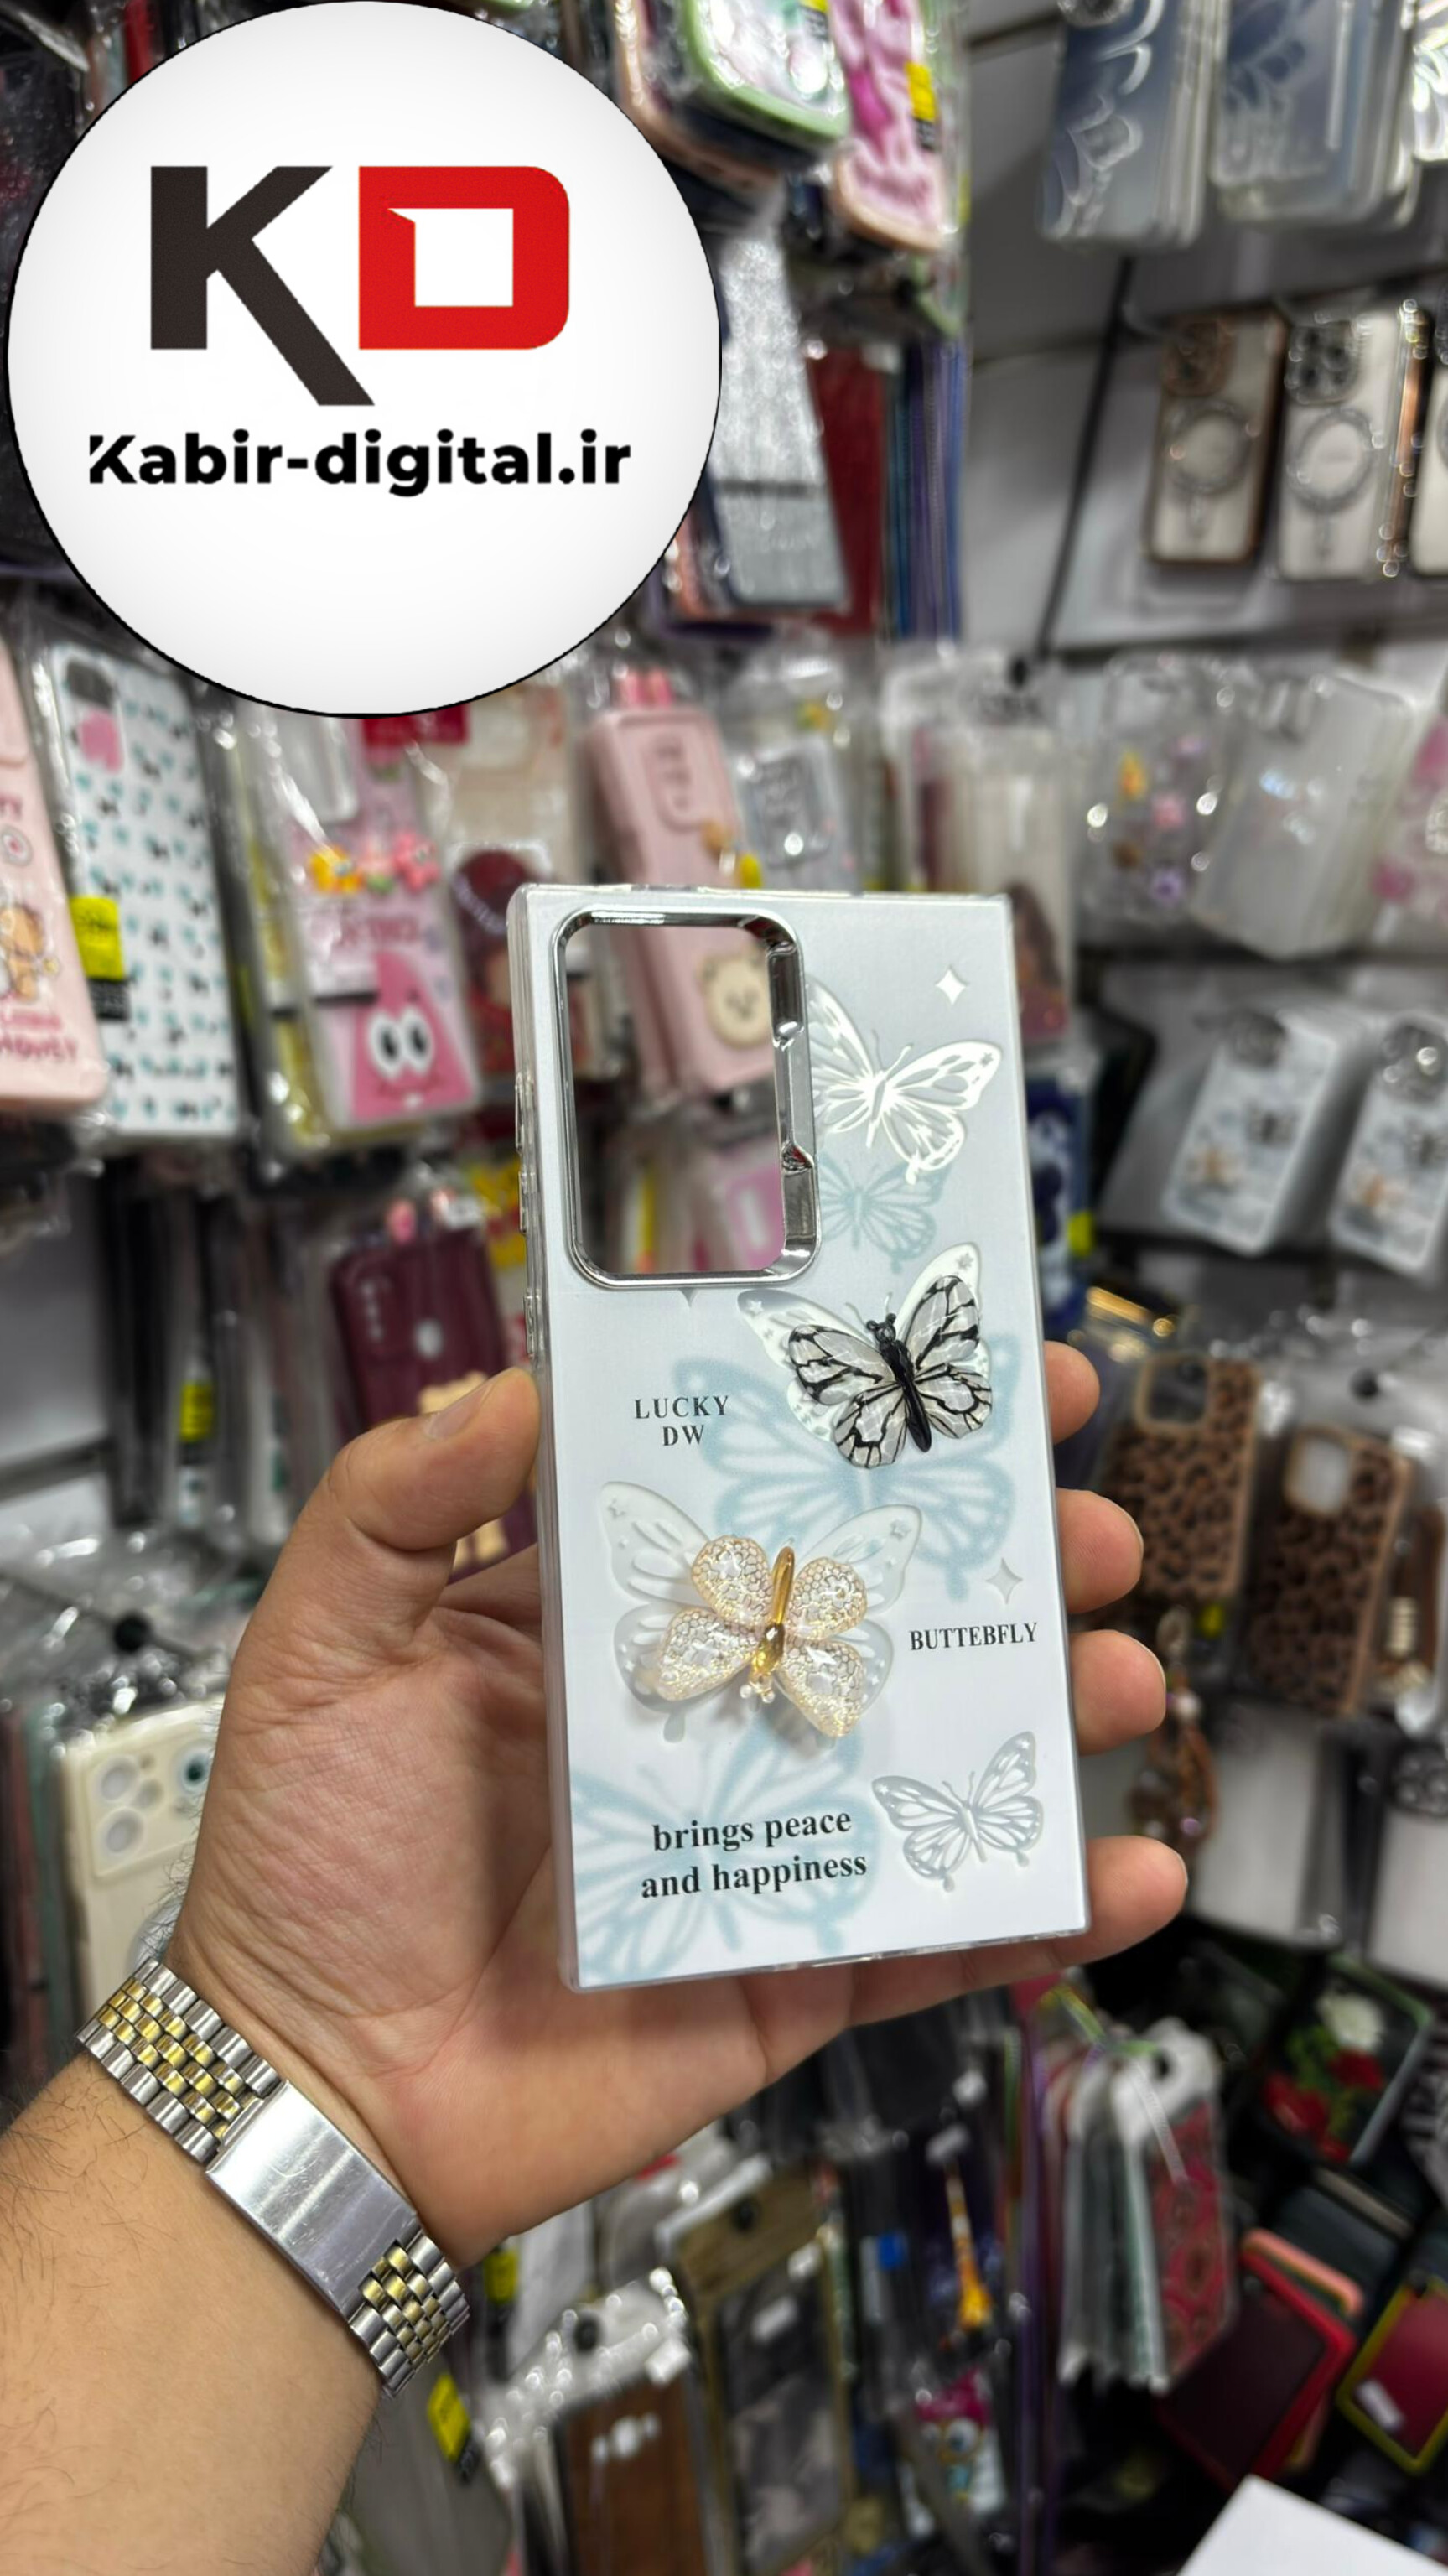 KD
Kabir-digital.ir
LUCKY
DW
BUTTEBFLY
brings peace
and happiness